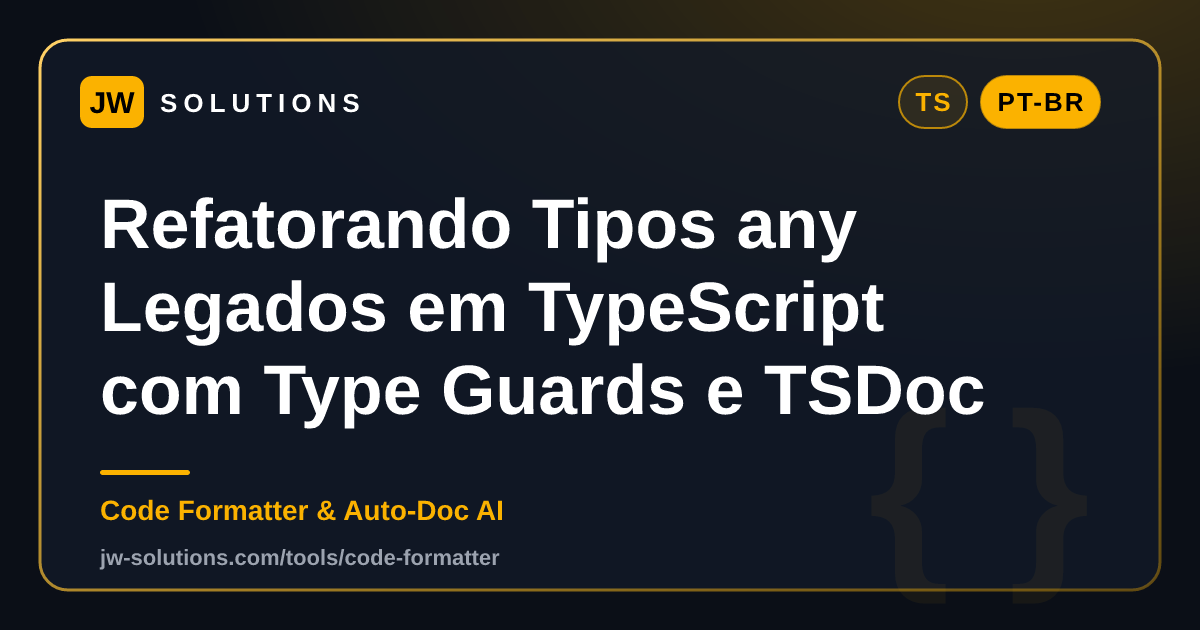 JW SOLUTIONS
TS PT-BR
Refatorando Tipos any
Legados em TypeScript
com Type Guards e TSDoc
Code Formatter & Auto-Doc AI
jw-solutions.com/tools/code-formatter
{ }